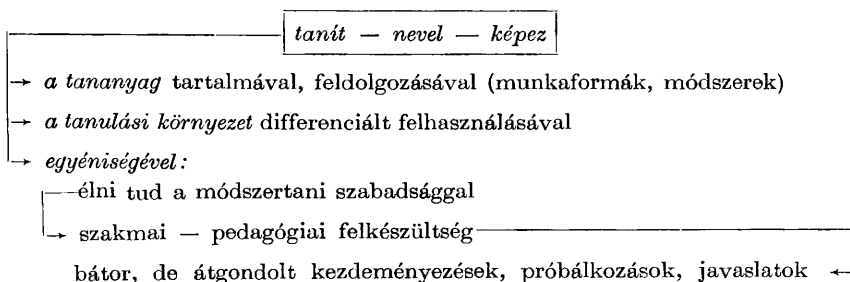 tanít — nevel — képez
→ a tananyag tartalmával, feldolgozásával (munkaformák, módszerek)
→ a tanulási környezet differenciált felhasználásával
→ egyéniségével:
élni tud a módszertani szabadsággal
→ szakmai — pedagógiai felkészültség
bátor, de átgondolt kezdeményezések, próbálkozások, javaslatok ←